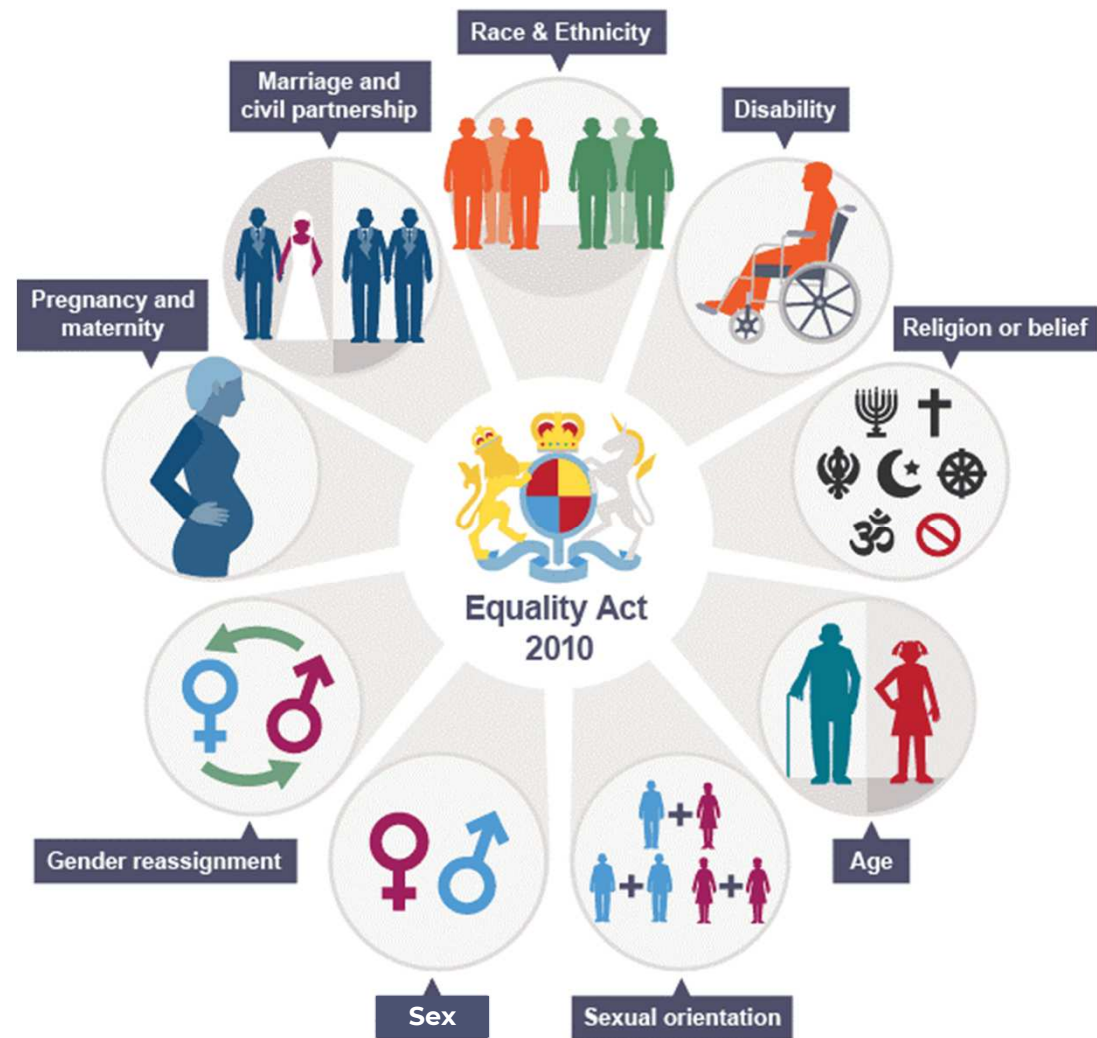 Race & Ethnicity
Marriage and
civil partnership
Disability
Pregnancy and
maternity
Religion or belief
Equality Act
2010
Gender reassignment
Age
Sex
Sexual orientation